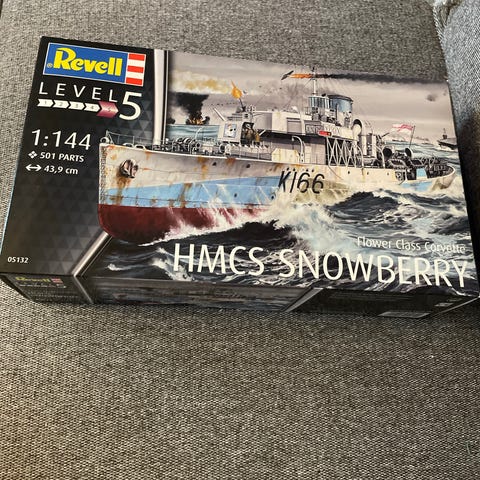 Revell
LEVEL 5
1:144
501 PARTS
43,9 cm
K166
Flower Class Corvette
HMCS SNOWBERRY
05132